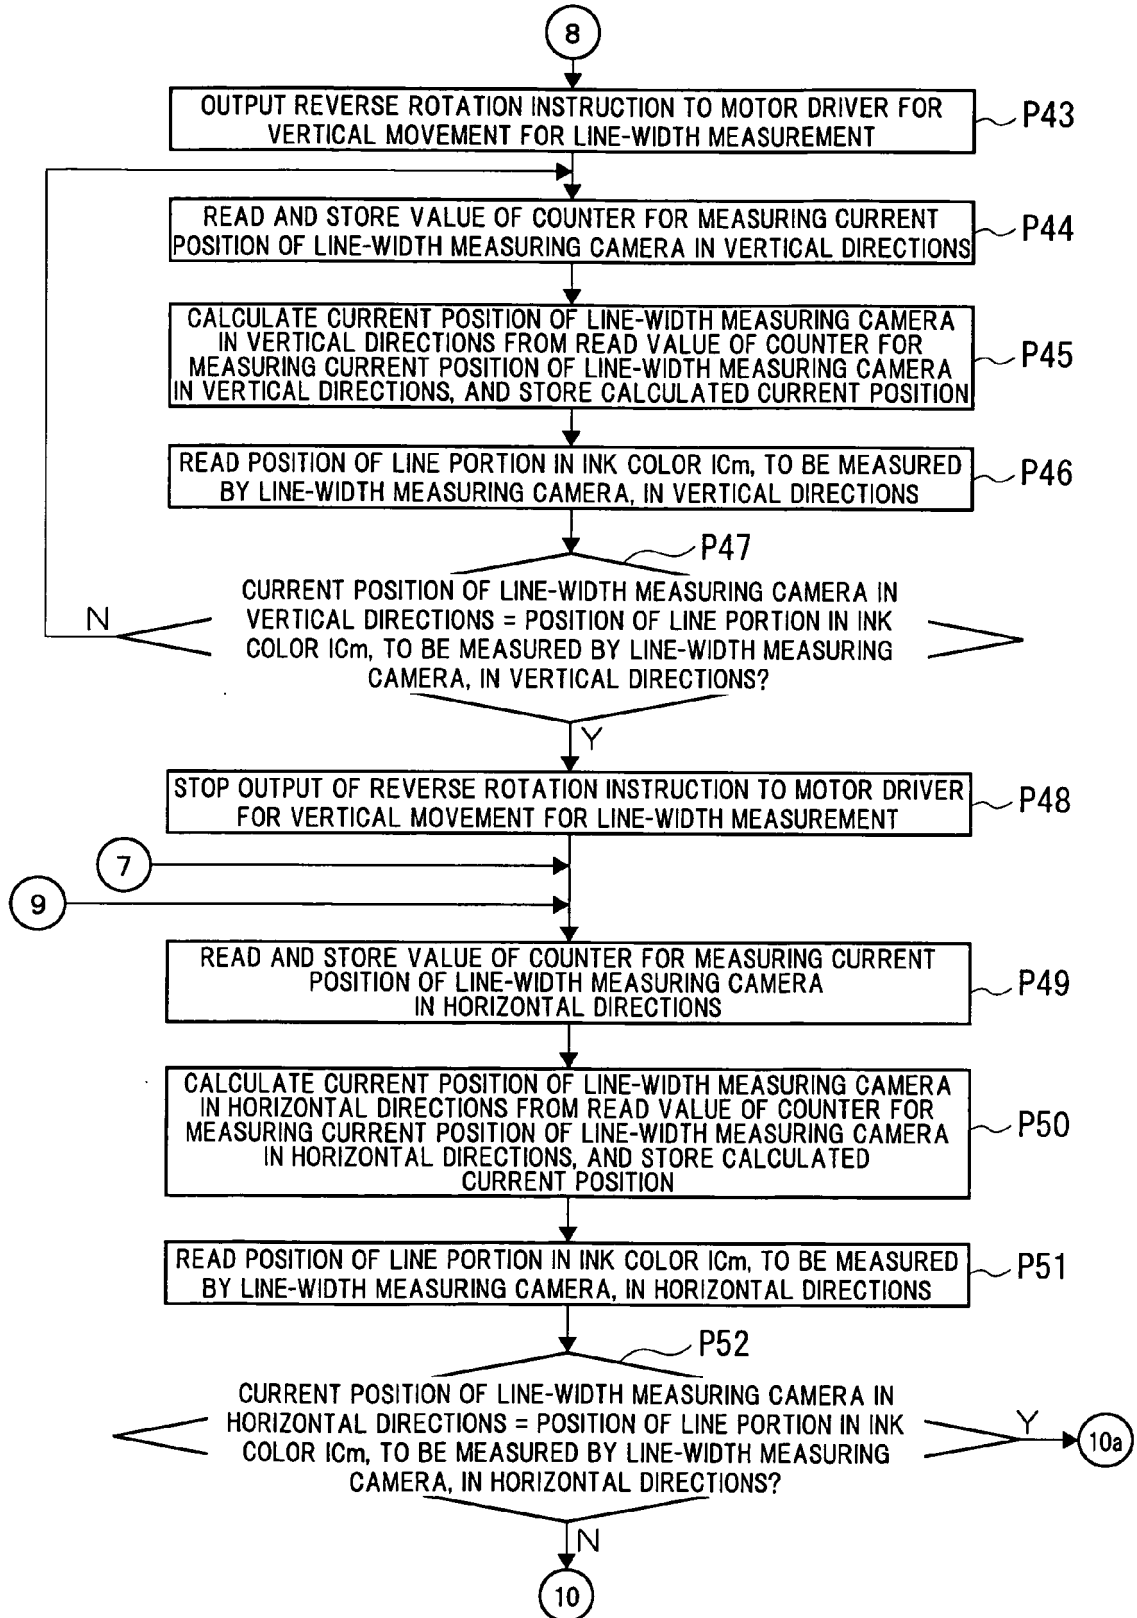 8
OUTPUT REVERSE ROTATION INSTRUCTION TO MOTOR DRIVER FOR
VERTICAL MOVEMENT FOR LINE-WIDTH MEASUREMENT
P43
READ AND STORE VALUE OF COUNTER FOR MEASURING CURRENT
POSITION OF LINE-WIDTH MEASURING CAMERA IN VERTICAL DIRECTIONS
P44
CALCULATE CURRENT POSITION OF LINE-WIDTH MEASURING CAMERA
IN VERTICAL DIRECTIONS FROM READ VALUE OF COUNTER FOR
MEASURING CURRENT POSITION OF LINE-WIDTH MEASURING CAMERA
IN VERTICAL DIRECTIONS, AND STORE CALCULATED CURRENT POSITION
P45
READ POSITION OF LINE PORTION IN INK COLOR ICm, TO BE MEASURED
BY LINE-WIDTH MEASURING CAMERA, IN VERTICAL DIRECTIONS
P46
P47
CURRENT POSITION OF LINE-WIDTH MEASURING CAMERA IN
VERTICAL DIRECTIONS = POSITION OF LINE PORTION IN INK
COLOR ICm, TO BE MEASURED BY LINE-WIDTH MEASURING
CAMERA, IN VERTICAL DIRECTIONS?
N
Y
STOP OUTPUT OF REVERSE ROTATION INSTRUCTION TO MOTOR DRIVER
FOR VERTICAL MOVEMENT FOR LINE-WIDTH MEASUREMENT
P48
7
9
READ AND STORE VALUE OF COUNTER FOR MEASURING CURRENT
POSITION OF LINE-WIDTH MEASURING CAMERA
IN HORIZONTAL DIRECTIONS
P49
CALCULATE CURRENT POSITION OF LINE-WIDTH MEASURING CAMERA
IN HORIZONTAL DIRECTIONS FROM READ VALUE OF COUNTER FOR
MEASURING CURRENT POSITION OF LINE-WIDTH MEASURING CAMERA
IN HORIZONTAL DIRECTIONS, AND STORE CALCULATED
CURRENT POSITION
P50
READ POSITION OF LINE PORTION IN INK COLOR ICm, TO BE MEASURED
BY LINE-WIDTH MEASURING CAMERA, IN HORIZONTAL DIRECTIONS
P51
P52
CURRENT POSITION OF LINE-WIDTH MEASURING CAMERA IN
HORIZONTAL DIRECTIONS = POSITION OF LINE PORTION IN INK
COLOR ICm, TO BE MEASURED BY LINE-WIDTH MEASURING
CAMERA, IN HORIZONTAL DIRECTIONS?
Y
10a
N
10